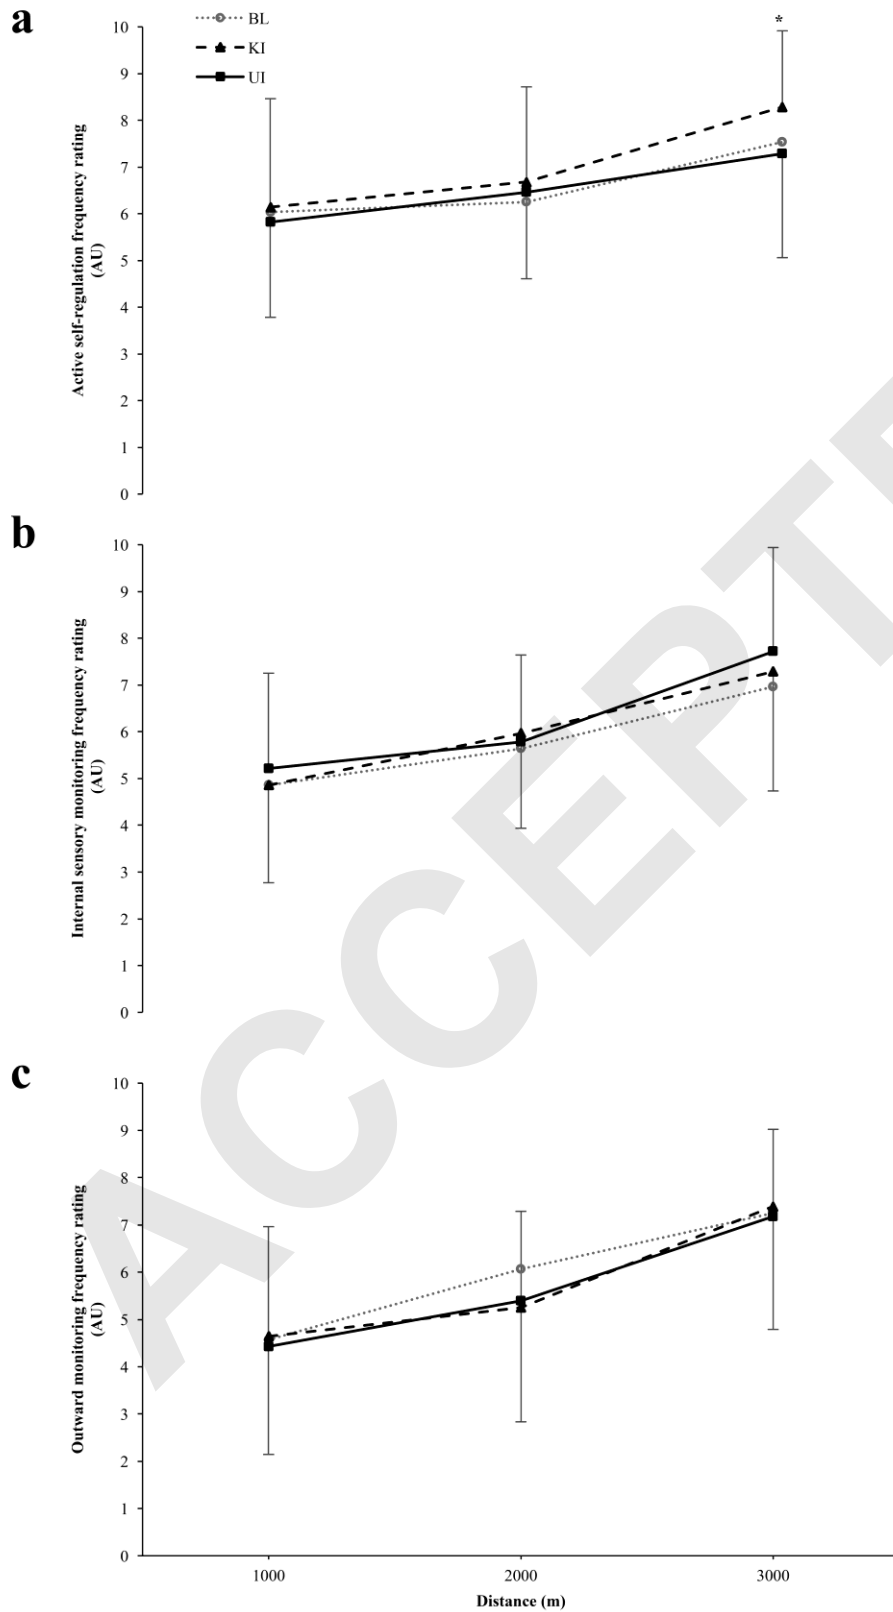 a
BL
KI
UI
*
10
9
8
7
6
5
4
3
2
1
0
Active self-regulation frequency rating
(AU)
b
10
9
8
7
6
5
4
3
2
1
0
Internal sensory monitoring frequency rating
(AU)
c
10
9
8
7
6
5
4
3
2
1
0
Outward monitoring frequency rating
(AU)
1000 2000 3000
Distance (m)
ACCEPTE